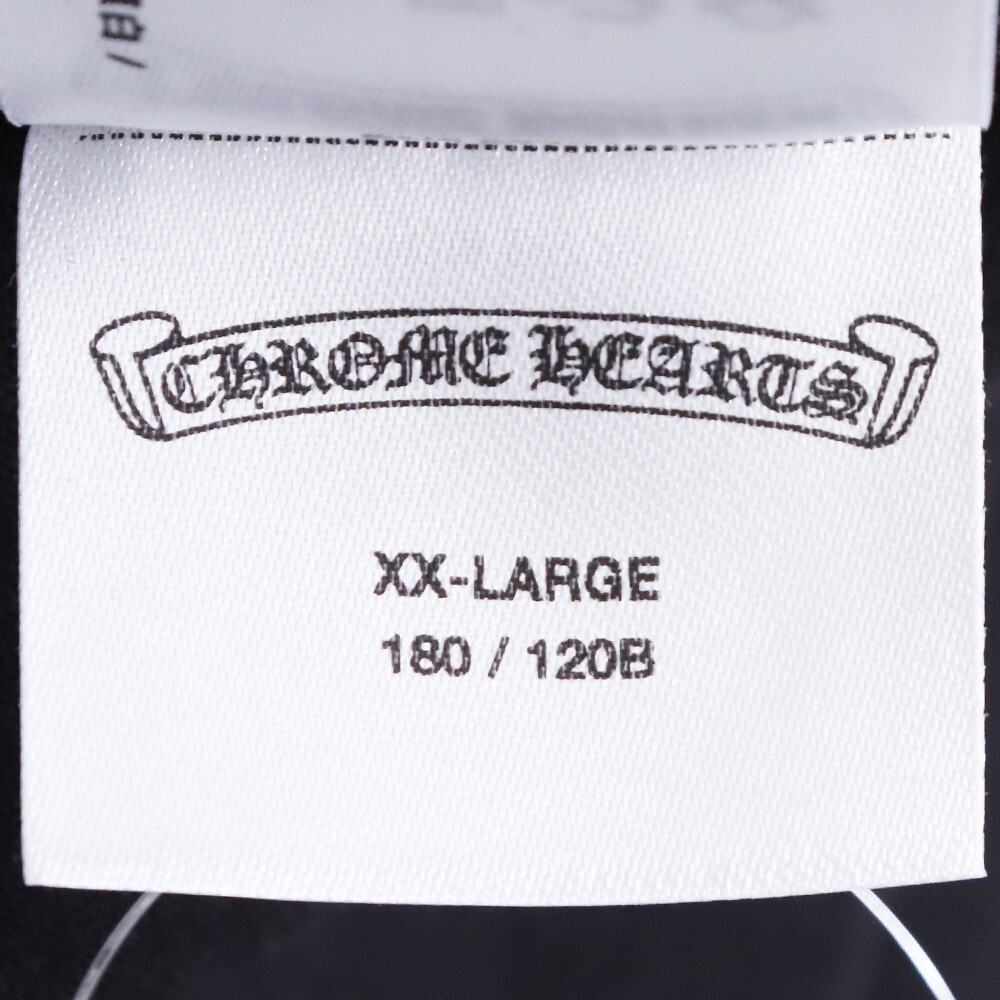 CHROME HEARTS
XX-LARGE
180 / 120B